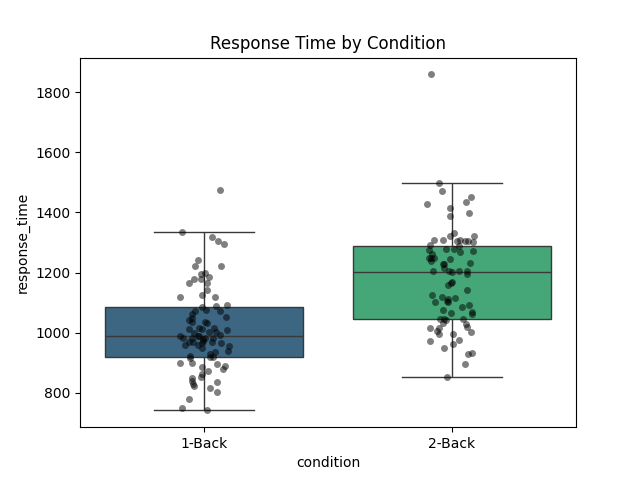 Response Time by Condition
1800
1600
1400
1200
1000
800
response_time
1-Back
2-Back
condition